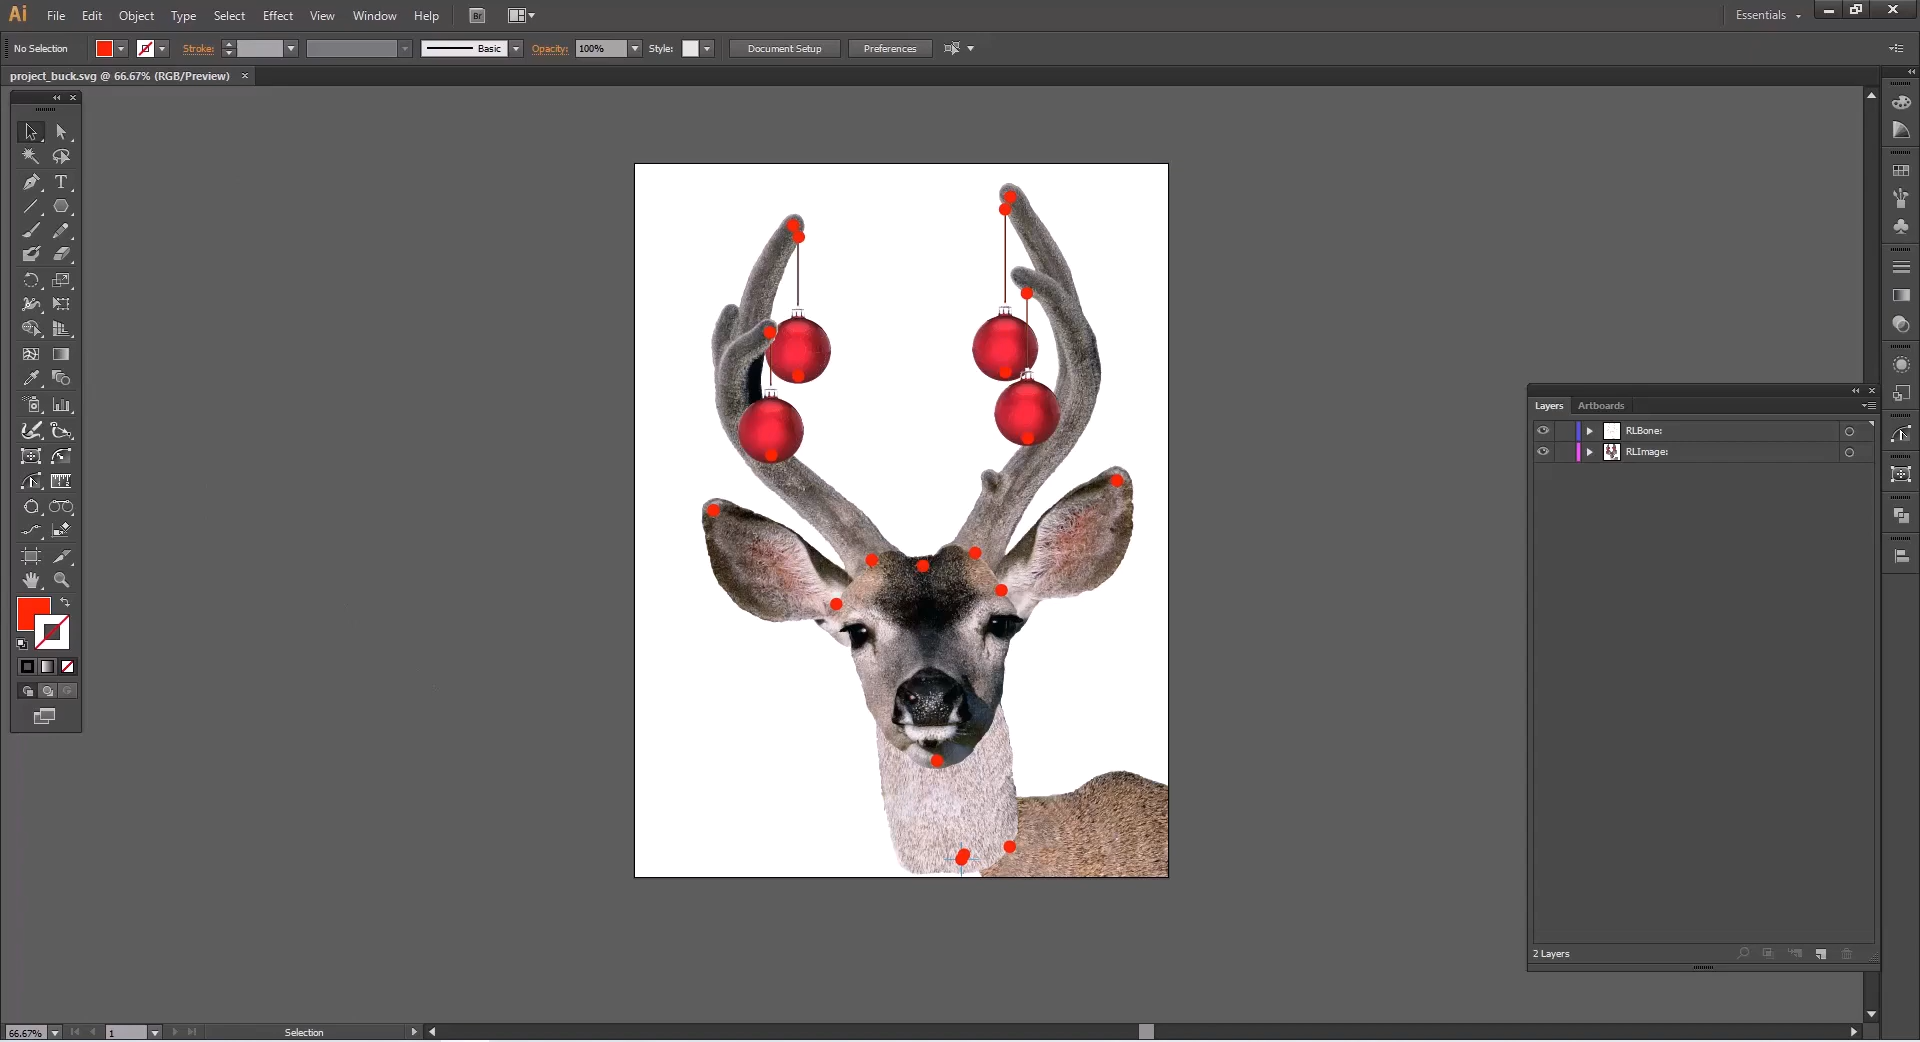 Ai File Edit Object Type Select Effect View Window Help Br Essentials
No Selection Stroke: Basic Opacity: 100% Style: Document Setup Preferences
project_buck.svg @ 66.67% (RGB/Preview)
T
Layers Artboards
RLBone:
RLImage:
2 Layers
66.67% 1 Selection